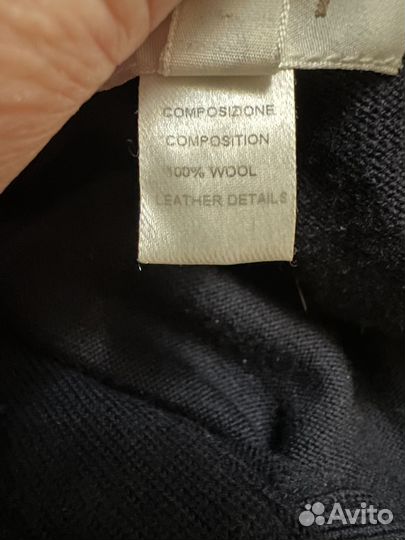 COMPOSIZIONE
COMPOSITION
100% WOOL
LEATHER DETAILS
Avito